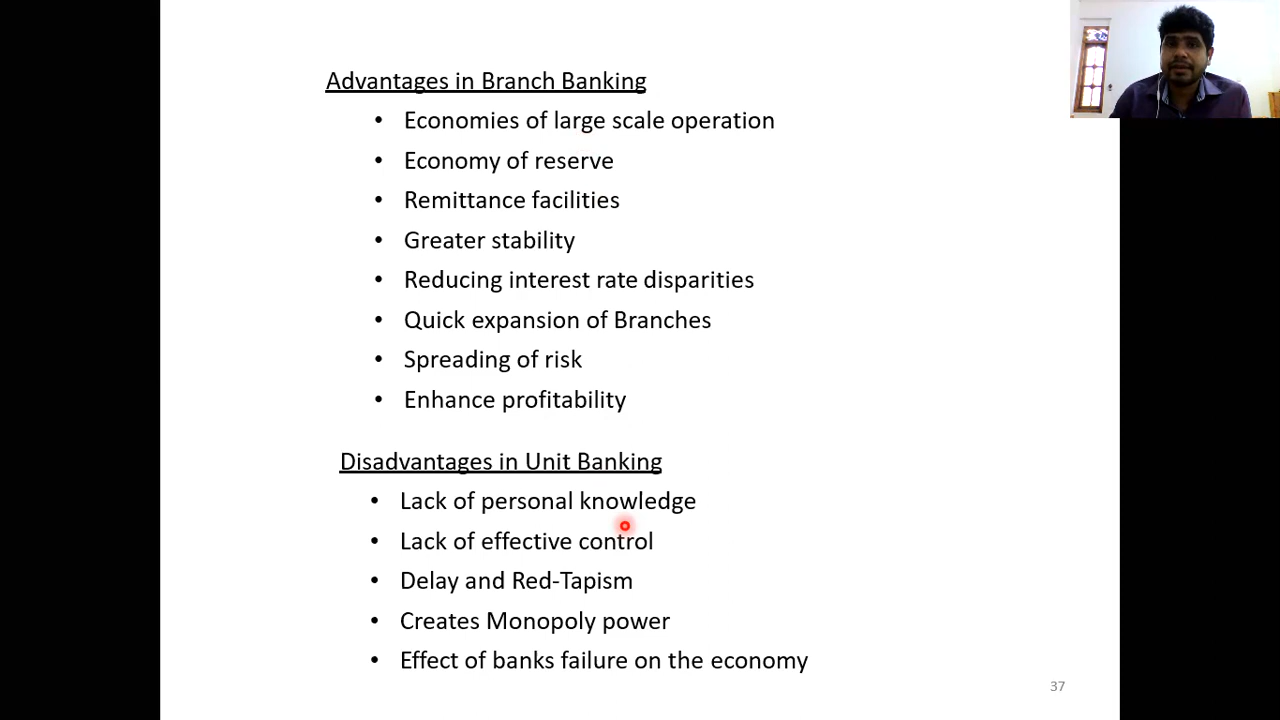 Advantages in Branch Banking
• Economies of large scale operation
• Economy of reserve
• Remittance facilities
• Greater stability
• Reducing interest rate disparities
• Quick expansion of Branches
• Spreading of risk
• Enhance profitability
Disadvantages in Unit Banking
• Lack of personal knowledge
• Lack of effective control
• Delay and Red-Tapism
• Creates Monopoly power
• Effect of banks failure on the economy
37